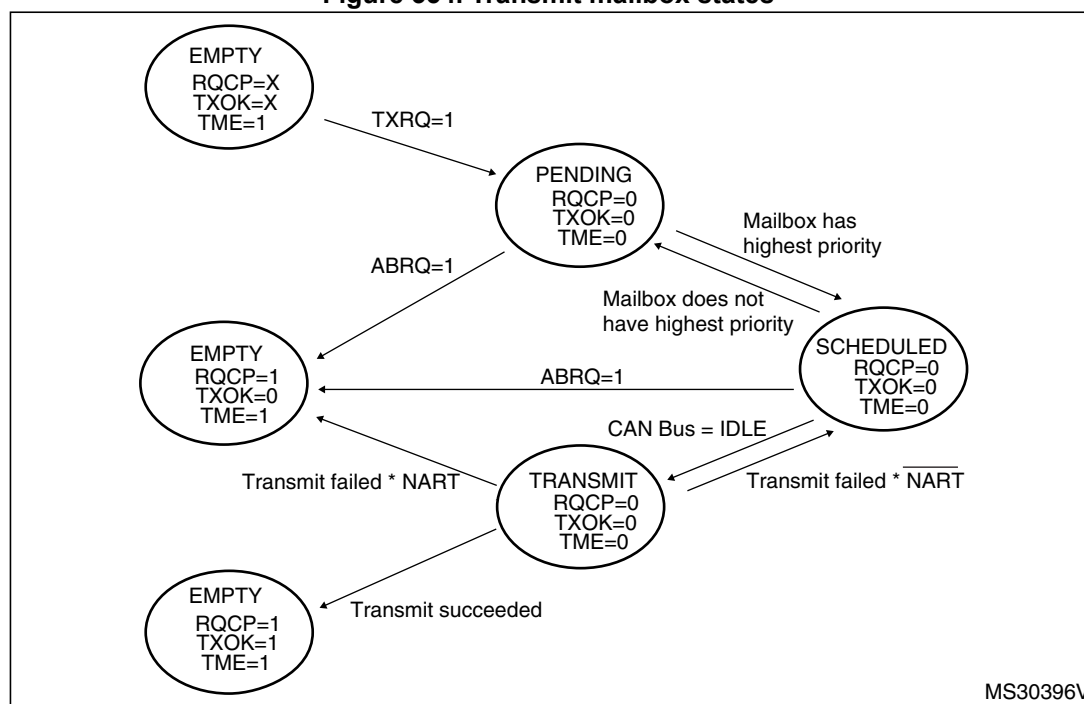 Transmit mailbox states
EMPTY
RQCP=X
TXOK=X
TME=1
TXRQ=1
PENDING
RQCP=0
TXOK=0
TME=0
Mailbox has
highest priority
ABRQ=1
Mailbox does not
have highest priority
EMPTY
RQCP=1
TXOK=0
TME=1
SCHEDULED
RQCP=0
TXOK=0
TME=0
ABRQ=1
CAN Bus = IDLE
Transmit failed * NART
TRANSMIT
RQCP=0
TXOK=0
TME=0
Transmit failed * N̅A̅R̅T̅
EMPTY
RQCP=1
TXOK=1
TME=1
Transmit succeeded
MS30396V